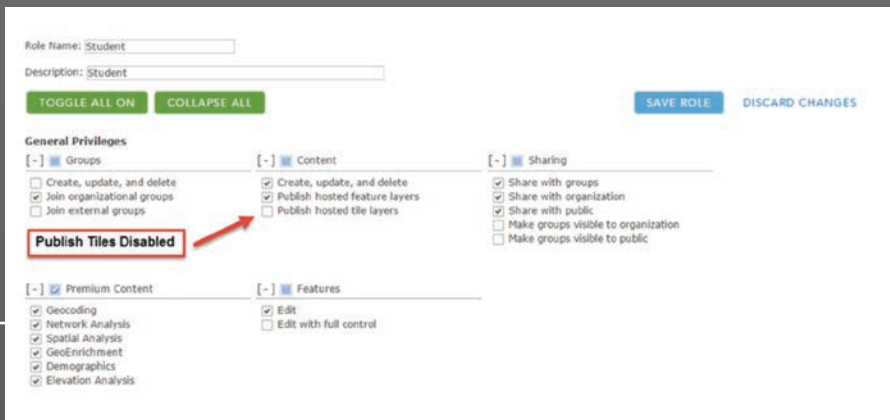 Role Name: Student
Description: Student
TOGGLE ALL ON COLLAPSE ALL SAVE ROLE DISCARD CHANGES
General Privileges
[-] Groups [-] Content [-] Sharing
Create, update, and delete Create, update, and delete Share with groups
Join organizational groups Publish hosted feature layers Share with organization
Join external groups Publish hosted tile layers Share with public
Make groups visible to organization
Publish Tiles Disabled Make groups visible to public
[-] Premium Content [-] Features
Geocoding Edit
Network Analysis Edit with full control
Spatial Analysis
GeoEnrichment
Demographics
Elevation Analysis